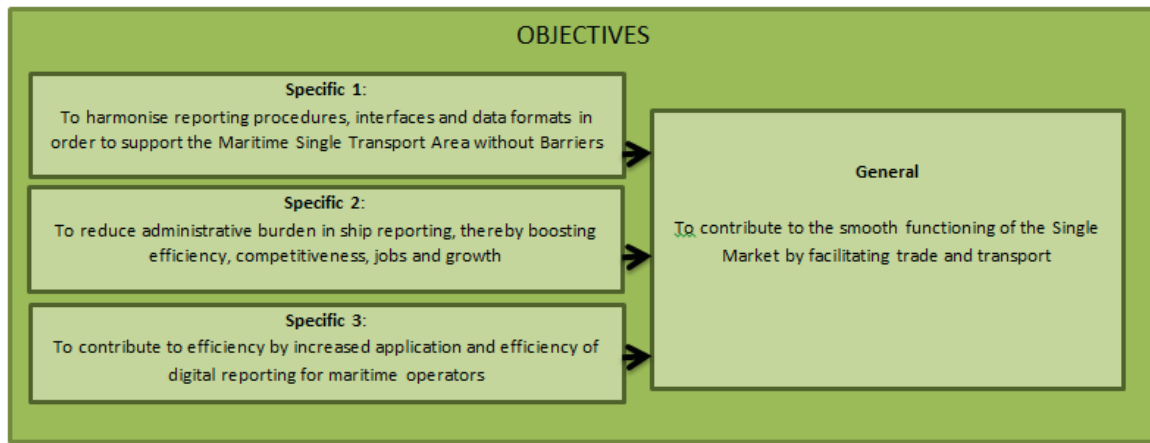 OBJECTIVES
Specific 1:
To harmonise reporting procedures, interfaces and data formats in
order to support the Maritime Single Transport Area without Barriers
Specific 2:
To reduce administrative burden in ship reporting, thereby boosting
efficiency, competitiveness, jobs and growth
Specific 3:
To contribute to efficiency by increased application and efficiency of
digital reporting for maritime operators
General
To contribute to the smooth functioning of the Single
Market by facilitating trade and transport